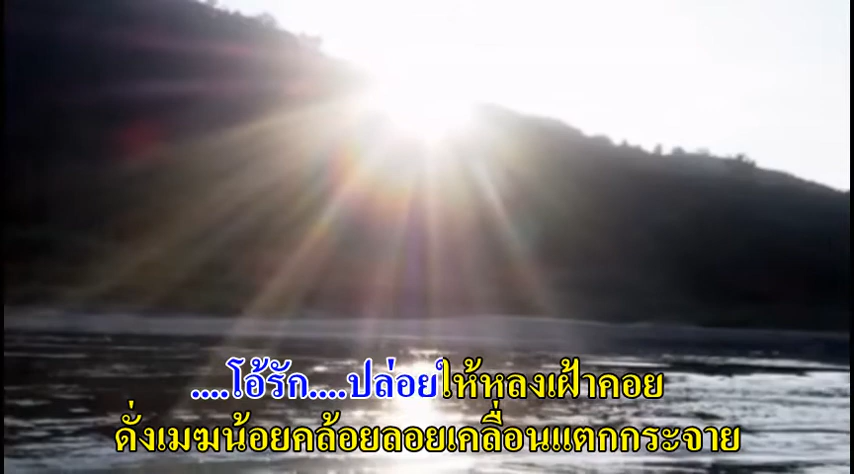 ....โอ้รัก....ปล่อยให้หลงเฝ้าคอย
ดั่งเมฆน้อยคล้อยลอยเคลื่อนแตกกระจาย